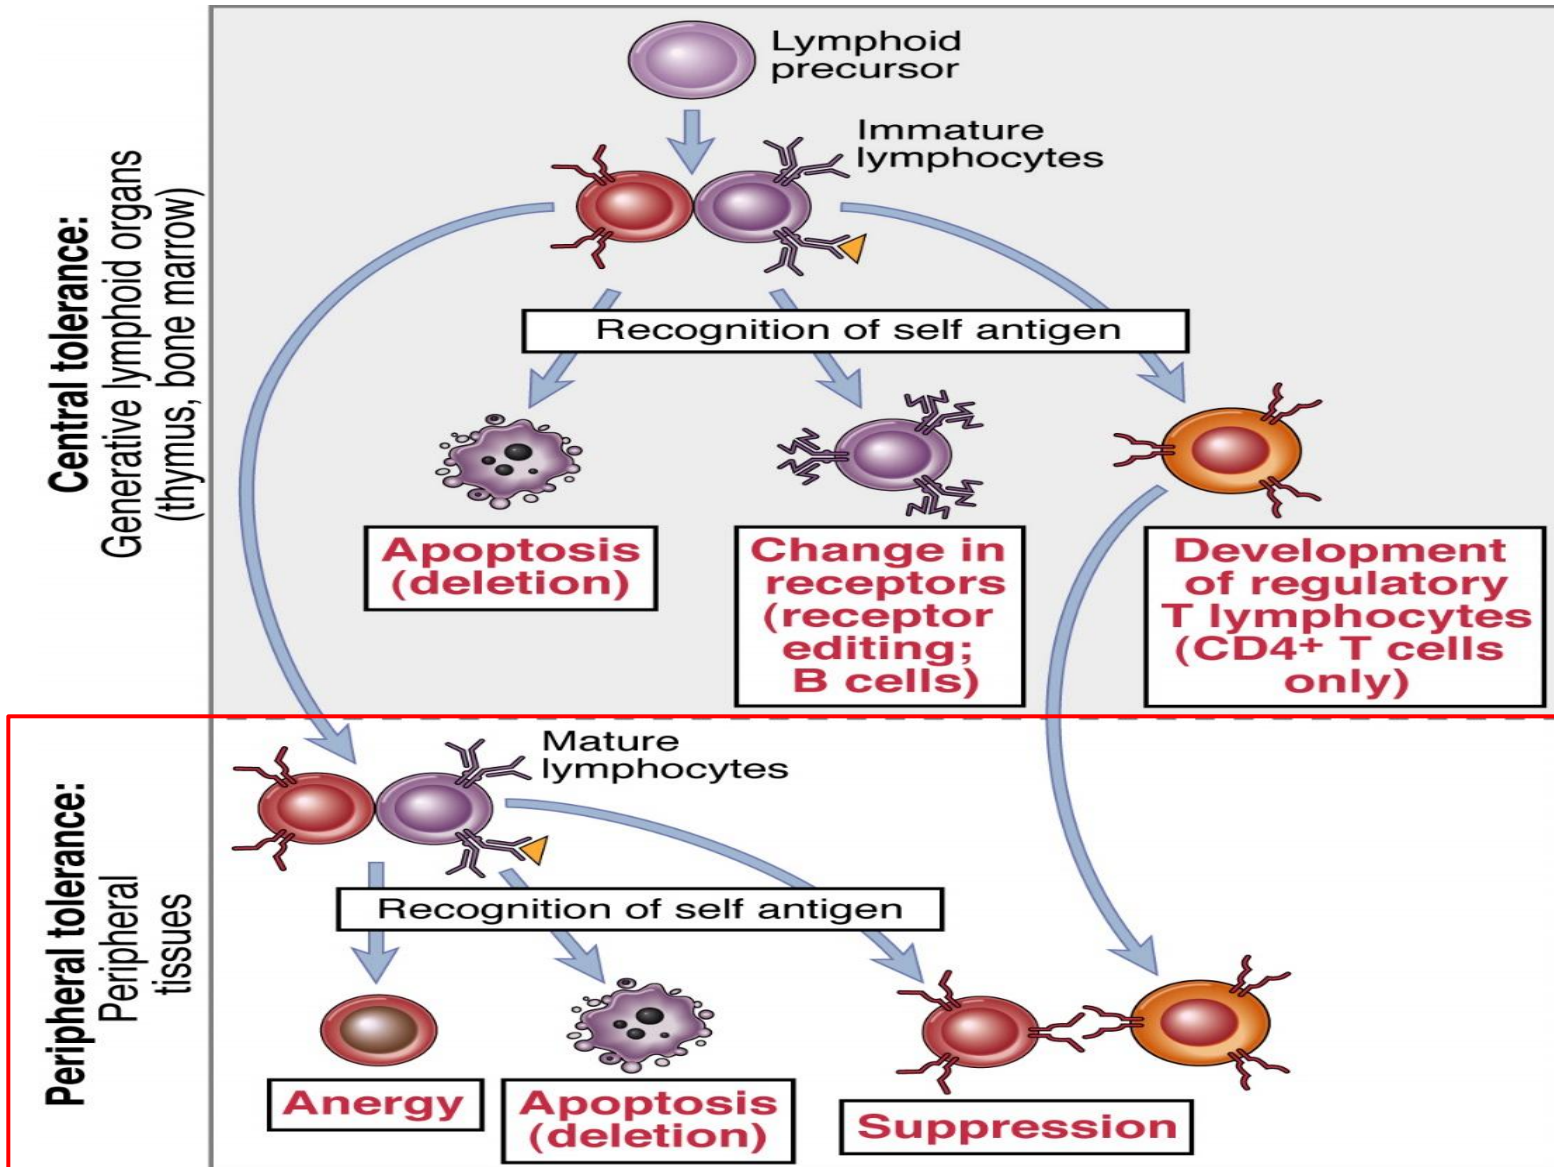 Lymphoid
precursor
Immature
lymphocytes
Central tolerance:
Generative lymphoid organs
(thymus, bone marrow)
Recognition of self antigen
Apoptosis
(deletion)
Change in
receptors
(receptor
editing;
B cells)
Development
of regulatory
T lymphocytes
(CD4+ T cells
only)
Peripheral tolerance:
Peripheral
tissues
Mature
lymphocytes
Recognition of self antigen
Anergy
Apoptosis
(deletion)
Suppression